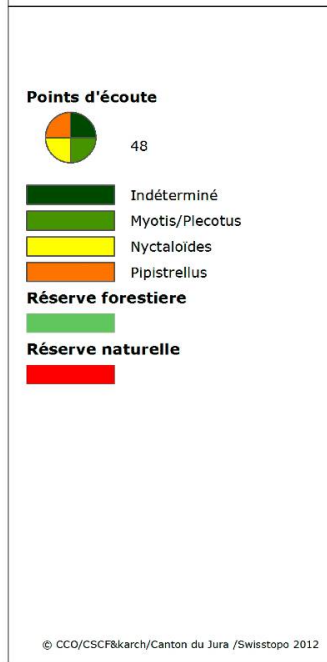 Points d'écoute
48
Indéterminé
Myotis/Plecotus
Nyctaloïdes
Pipistrellus
Réserve forestiere
Réserve naturelle
© CCO/CSCF&karch/Canton du Jura /Swisstopo 2012